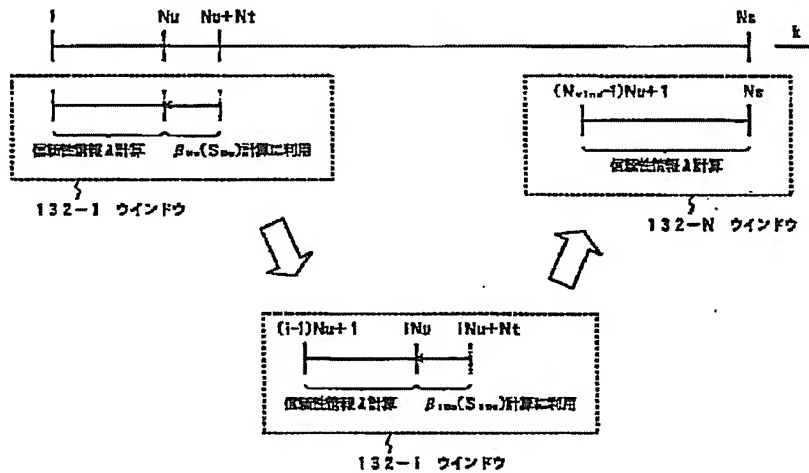 1 Nu Nu+Nt Ns k
(Nwind-1)Nu+1 Ns
信頼性情報λ計算 βNu(SNu)計算に利用
信頼性情報λ計算
132-1 ウインドウ
132-N ウインドウ
(i-1)Nu+1 iNu iNu+Nt
信頼性情報λ計算 βiNu(SiNu)計算に利用
132-i ウインドウ